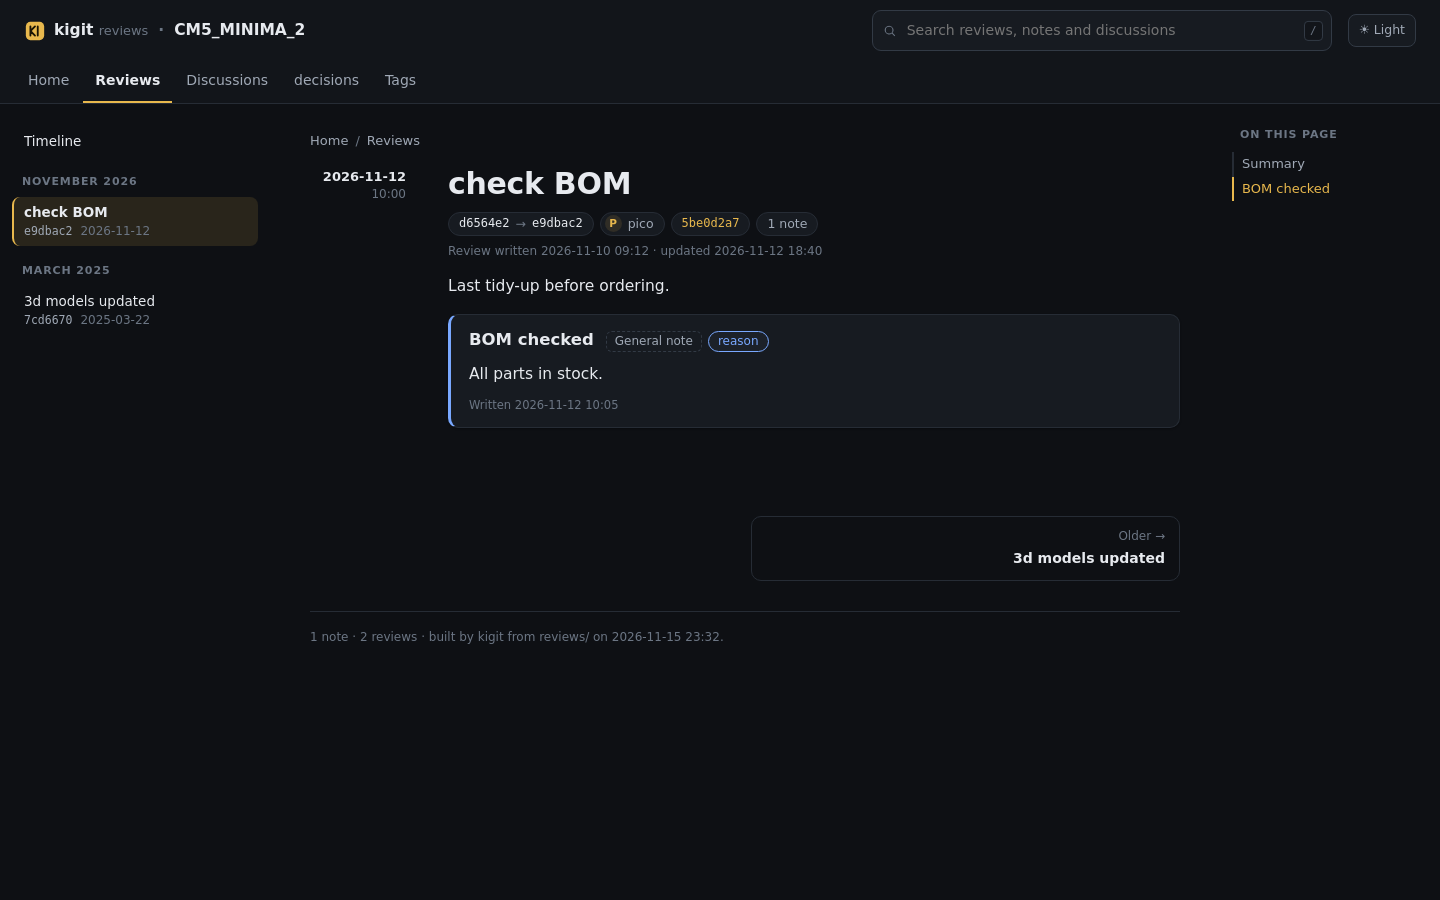 kigit reviews · CM5_MINIMA_2
Search reviews, notes and discussions /
☀ Light
Home Reviews Discussions decisions Tags
Timeline
NOVEMBER 2026
check BOM
e9dbac2 2026-11-12
MARCH 2025
3d models updated
7cd6670 2025-03-22
Home / Reviews
2026-11-12
10:00
check BOM
d6564e2 → e9dbac2 P pico 5be0d2a7 1 note
Review written 2026-11-10 09:12 · updated 2026-11-12 18:40
Last tidy-up before ordering.
BOM checked General note reason
All parts in stock.
Written 2026-11-12 10:05
Older →
3d models updated
1 note · 2 reviews · built by kigit from reviews/ on 2026-11-15 23:32.
ON THIS PAGE
Summary
BOM checked